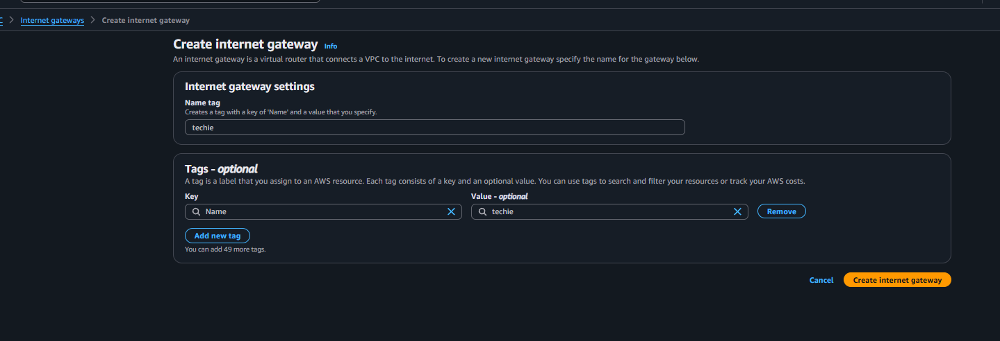 Internet gateways > Create internet gateway
Create internet gateway Info
An internet gateway is a virtual router that connects a VPC to the internet. To create a new internet gateway specify the name for the gateway below.
Internet gateway settings
Name tag
Creates a tag with a key of 'Name' and a value that you specify.
techie
Tags - optional
A tag is a label that you assign to an AWS resource. Each tag consists of a key and an optional value. You can use tags to search and filter your resources or track your AWS costs.
Key Value - optional
Name techie Remove
Add new tag
You can add 49 more tags.
Cancel Create internet gateway